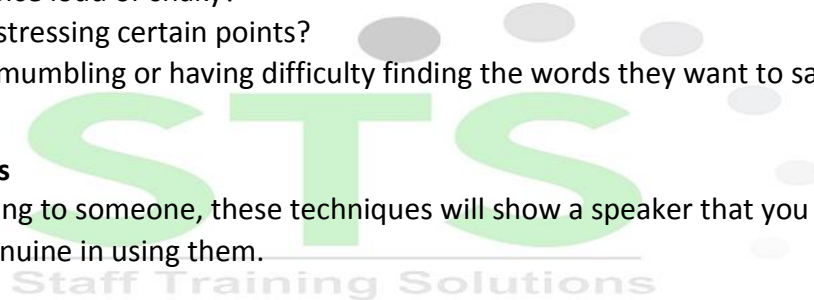 stressing certain points?
mumbling or having difficulty finding the words they want to sa
s
ng to someone, these techniques will show a speaker that you
nuine in using them.
STS
Staff Training Solutions